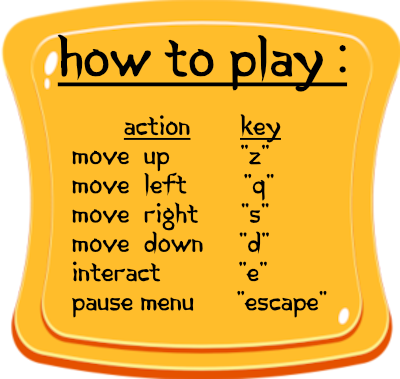 how to play :
action key
move up "z"
move left "q"
move right "s"
move down "d"
interact "e"
pause menu "escape"